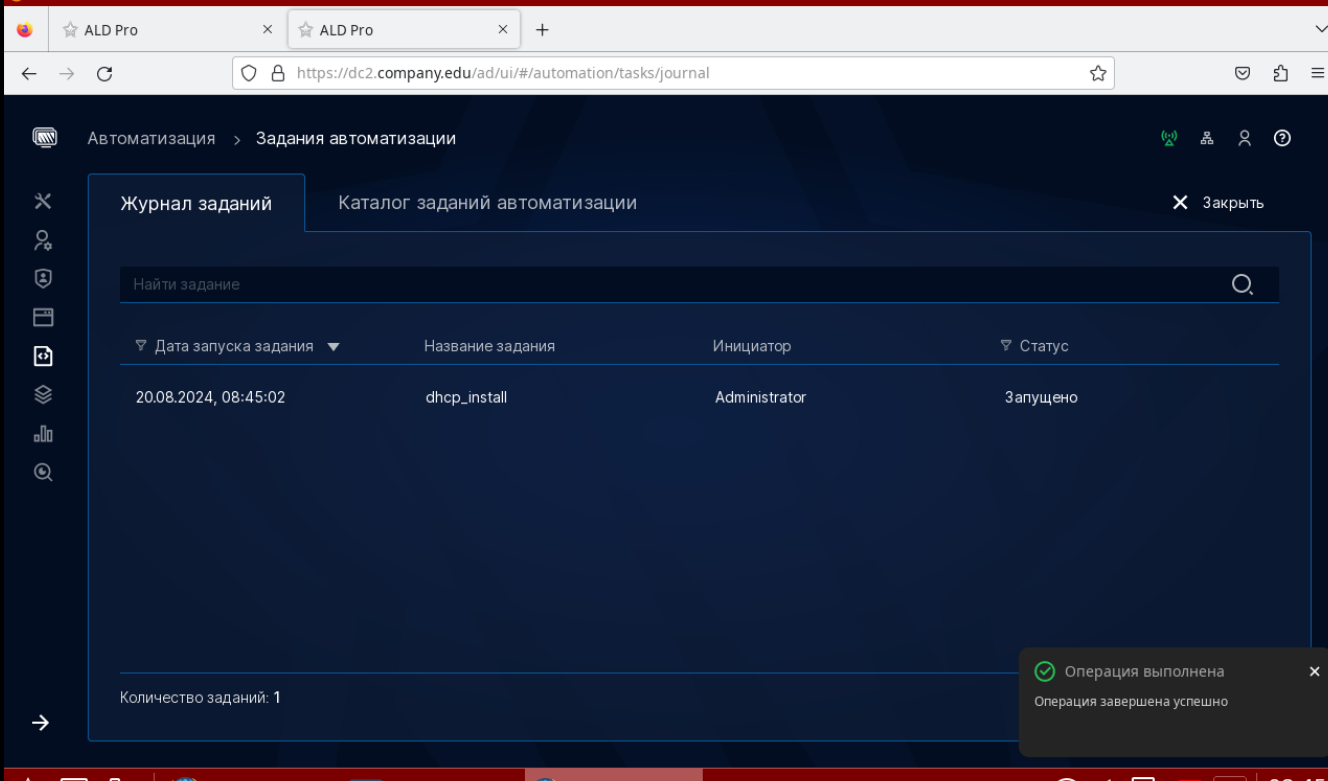 ALD Pro
ALD Pro
https://dc2.company.edu/ad/ui/#/automation/tasks/journal
Автоматизация > Задания автоматизации
Журнал заданий
Каталог заданий автоматизации
Закрыть
Найти задание
Дата запуска задания
Название задания
Инициатор
Статус
20.08.2024, 08:45:02
dhcp_install
Administrator
Запущено
Количество заданий: 1
Операция выполнена
Операция завершена успешно